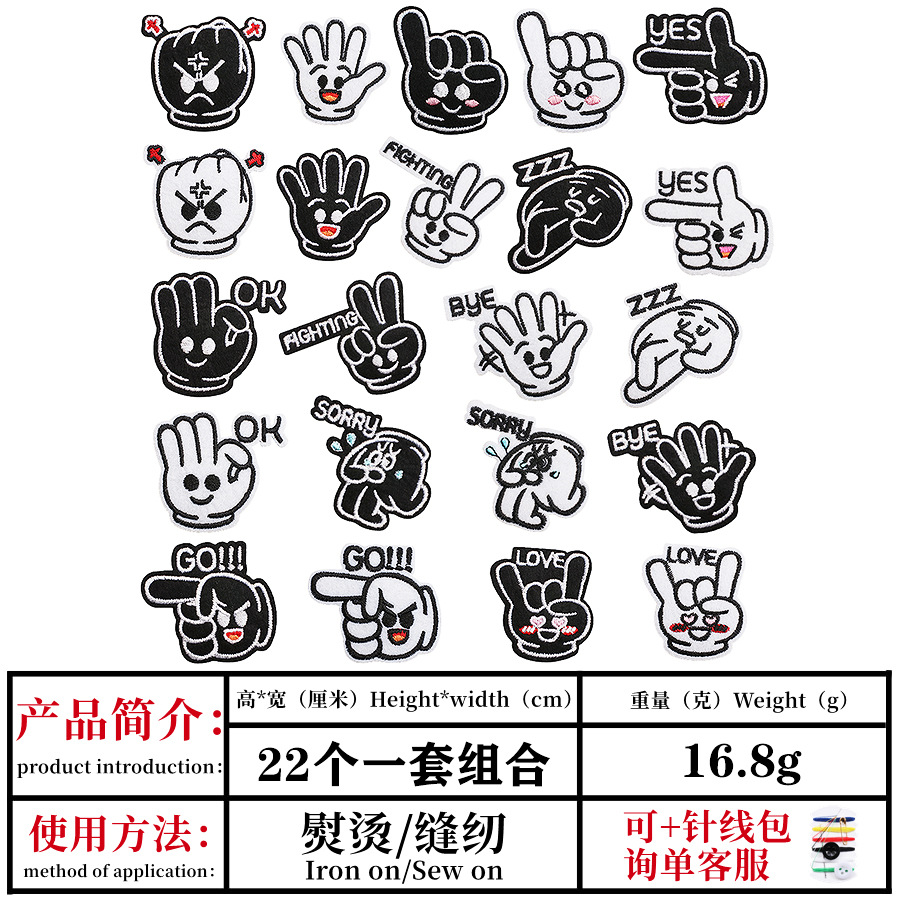 YES
FIGHTING
ZZZ
YES
OK
FIGHTING
BYE
ZZZ
OK
SORRY
SORRY
BYE
GO!!!
GO!!!
LOVE
LOVE
产品简介:
product introduction:
高*宽（厘米）Height*width（cm）
重量（克）Weight（g）
22个一套组合
16.8g
使用方法:
method of application:
熨烫/缝纫
Iron on/Sew on
可+针线包
询单客服